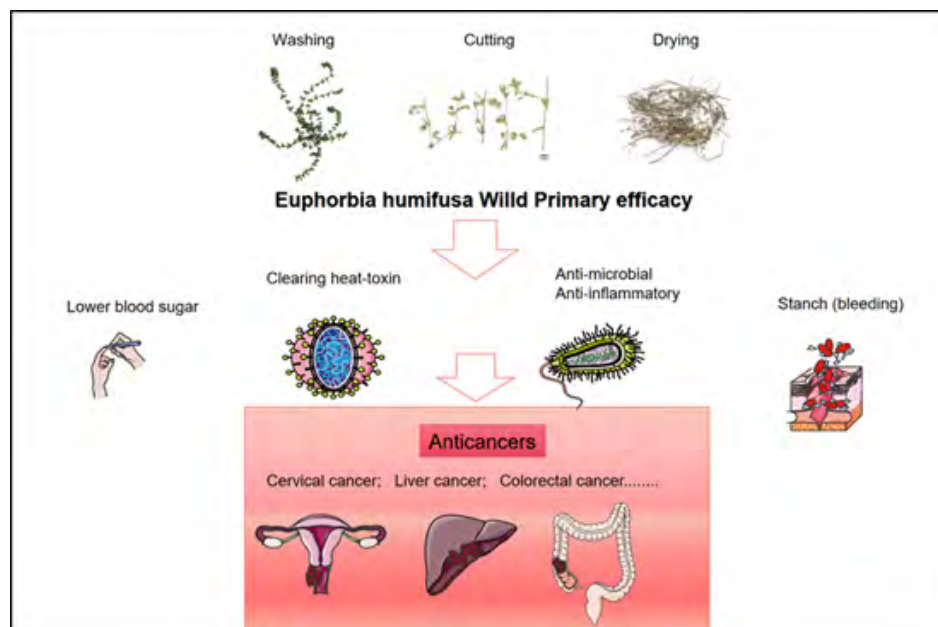 Washing
Cutting
Drying
Euphorbia humifusa Willd Primary efficacy
Clearing heat-toxin
Anti-microbial
Anti-inflammatory
Lower blood sugar
Stanch (bleeding)
Anticancers
Cervical cancer; Liver cancer; Colorectal cancer........